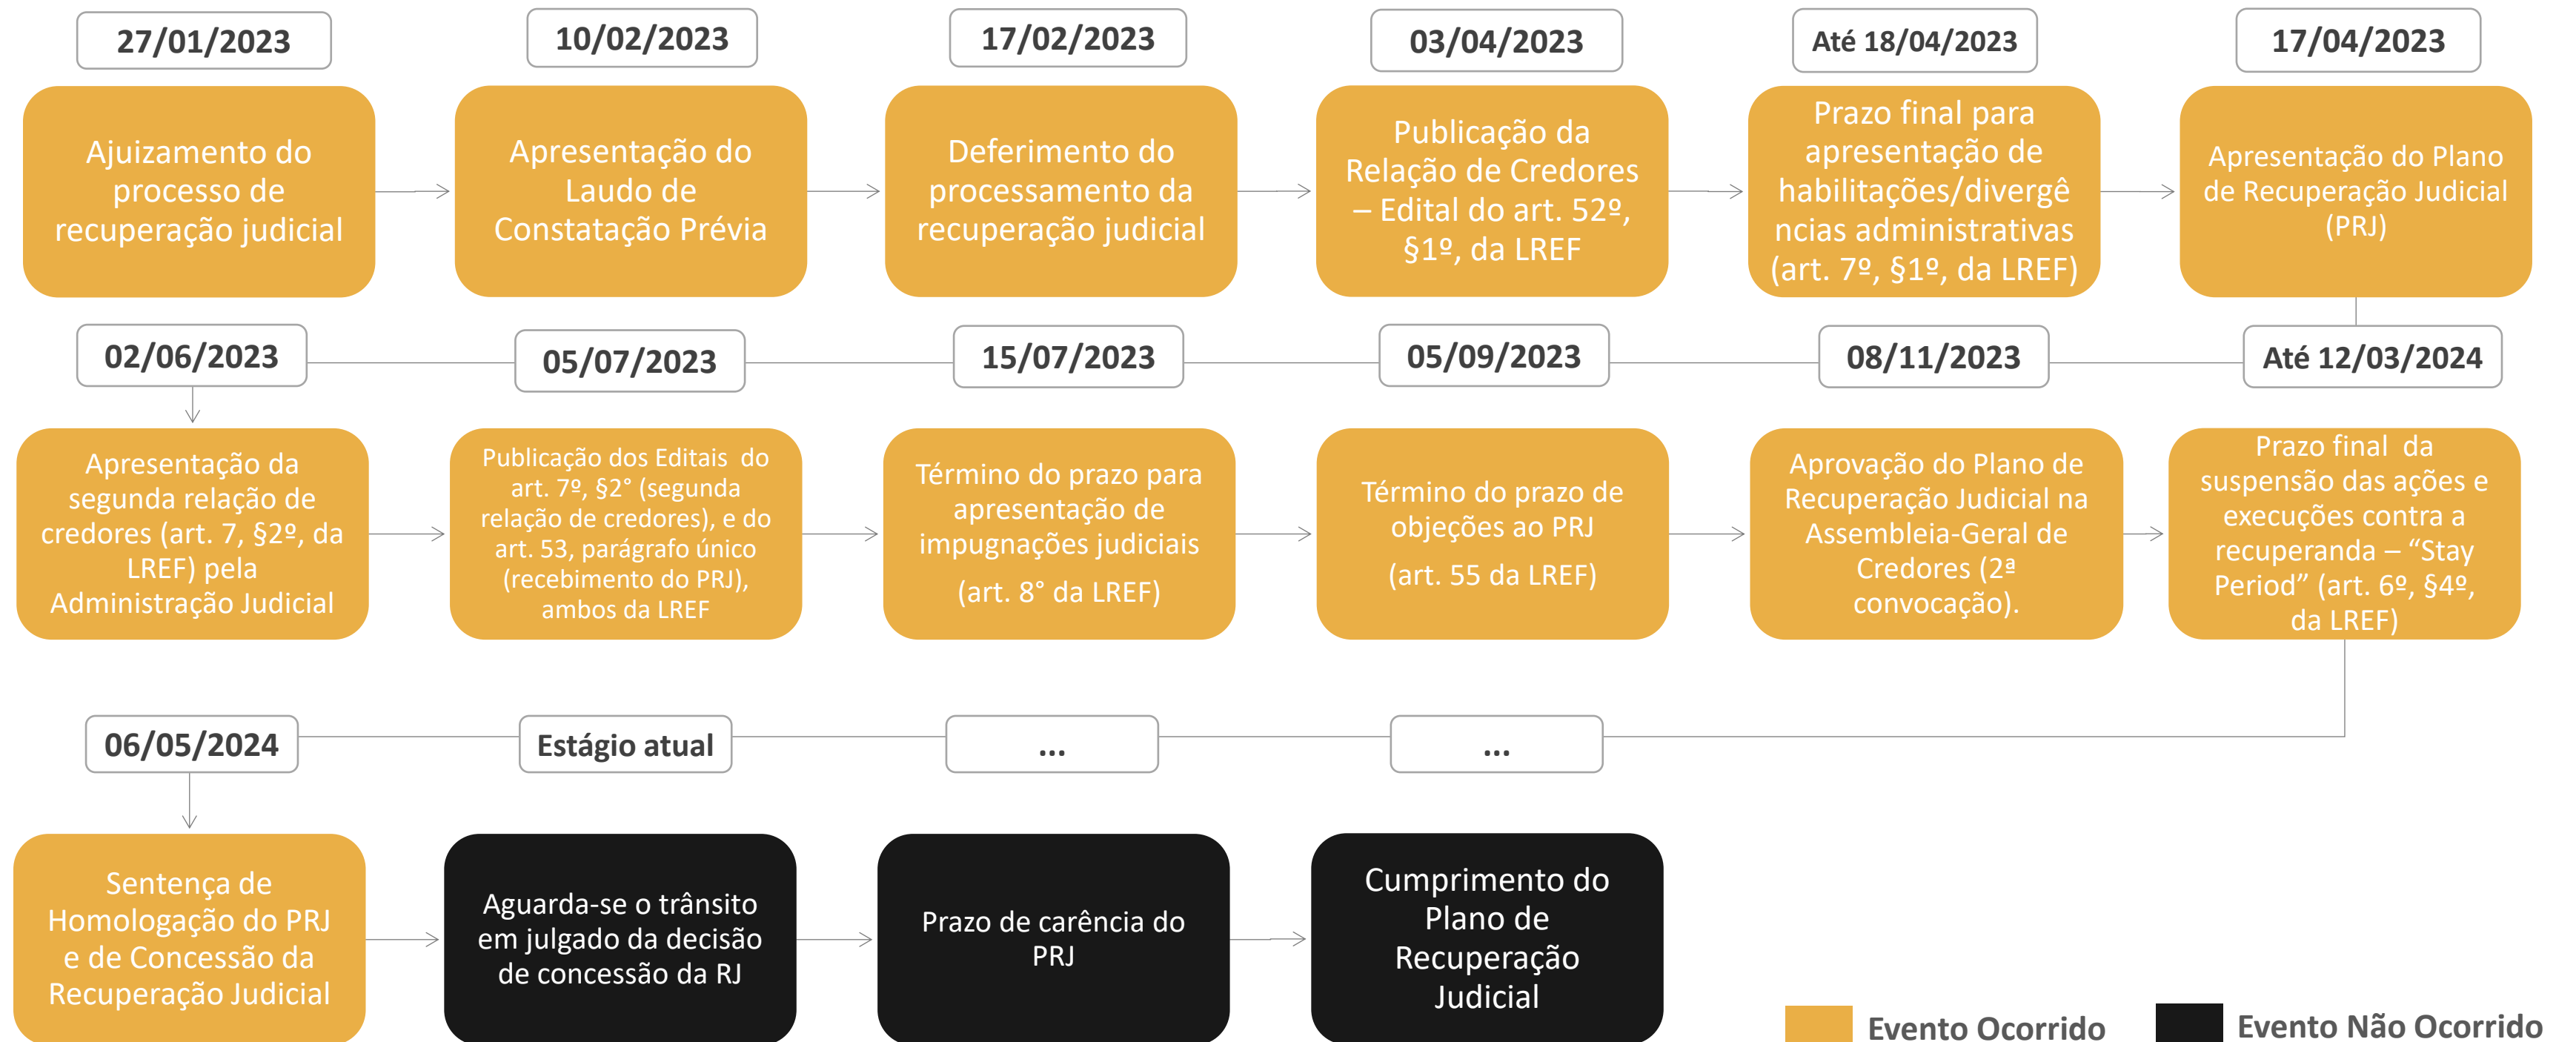 27/01/2023
Ajuizamento do
processo de
recuperação judicial
10/02/2023
Apresentação do
Laudo de
Constatação Prévia
17/02/2023
Deferimento do
processamento da
recuperação judicial
03/04/2023
Publicação da
Relação de Credores
– Edital do art. 52º,
§1º, da LREF
Até 18/04/2023
Prazo final para
apresentação de
habilitações/divergê
ncias administrativas
(art. 7º, §1º, da LREF)
17/04/2023
Apresentação do Plano
de Recuperação Judicial
(PRJ)
02/06/2023
Apresentação da
segunda relação de
credores (art. 7, §2º, da
LREF) pela
Administração Judicial
05/07/2023
Publicação dos Editais do
art. 7º, §2° (segunda
relação de credores), e do
art. 53, parágrafo único
(recebimento do PRJ),
ambos da LREF
15/07/2023
Término do prazo para
apresentação de
impugnações judiciais
(art. 8° da LREF)
05/09/2023
Término do prazo de
objeções ao PRJ
(art. 55 da LREF)
08/11/2023
Aprovação do Plano de
Recuperação Judicial na
Assembleia-Geral de
Credores (2ª
convocação).
Até 12/03/2024
Prazo final da
suspensão das ações e
execuções contra a
recuperanda – “Stay
Period” (art. 6º, §4º,
da LREF)
06/05/2024
Sentença de
Homologação do PRJ
e de Concessão da
Recuperação Judicial
Estágio atual
Aguarda-se o trânsito
em julgado da decisão
de concessão da RJ
...
Prazo de carência do
PRJ
...
Cumprimento do
Plano de
Recuperação
Judicial
Evento Ocorrido
Evento Não Ocorrido